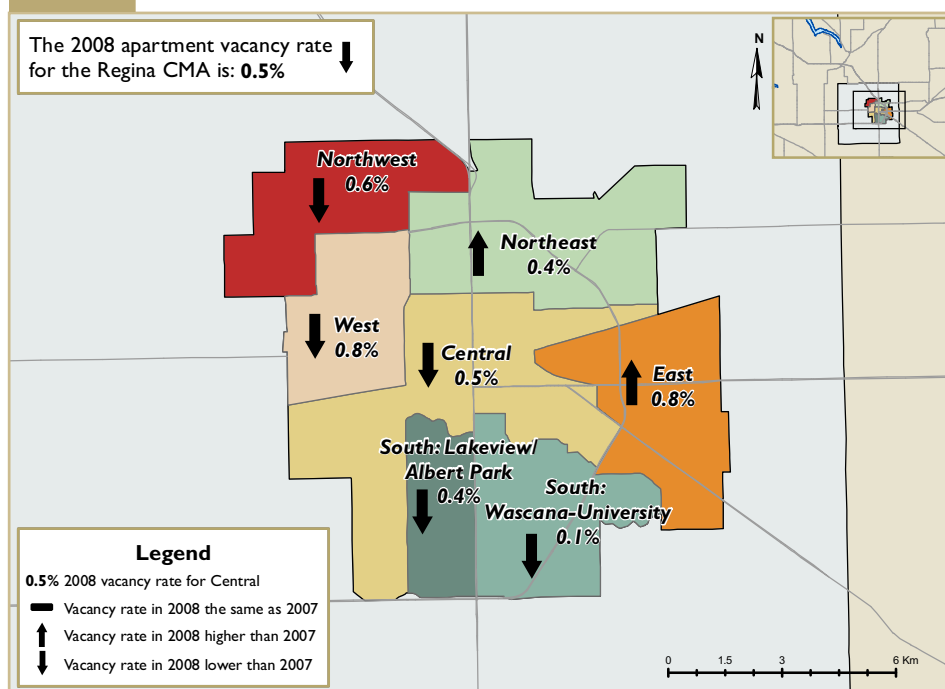 The 2008 apartment vacancy rate
for the Regina CMA is: 0.5%
N
Northwest
0.6%
Northeast
0.4%
West
0.8%
Central
0.5%
East
0.8%
South: Lakeview/
Albert Park
0.4%
South:
Wascana-University
0.1%
Legend
0.5% 2008 vacancy rate for Central
Vacancy rate in 2008 the same as 2007
Vacancy rate in 2008 higher than 2007
Vacancy rate in 2008 lower than 2007
0 1.5 3 6 Km